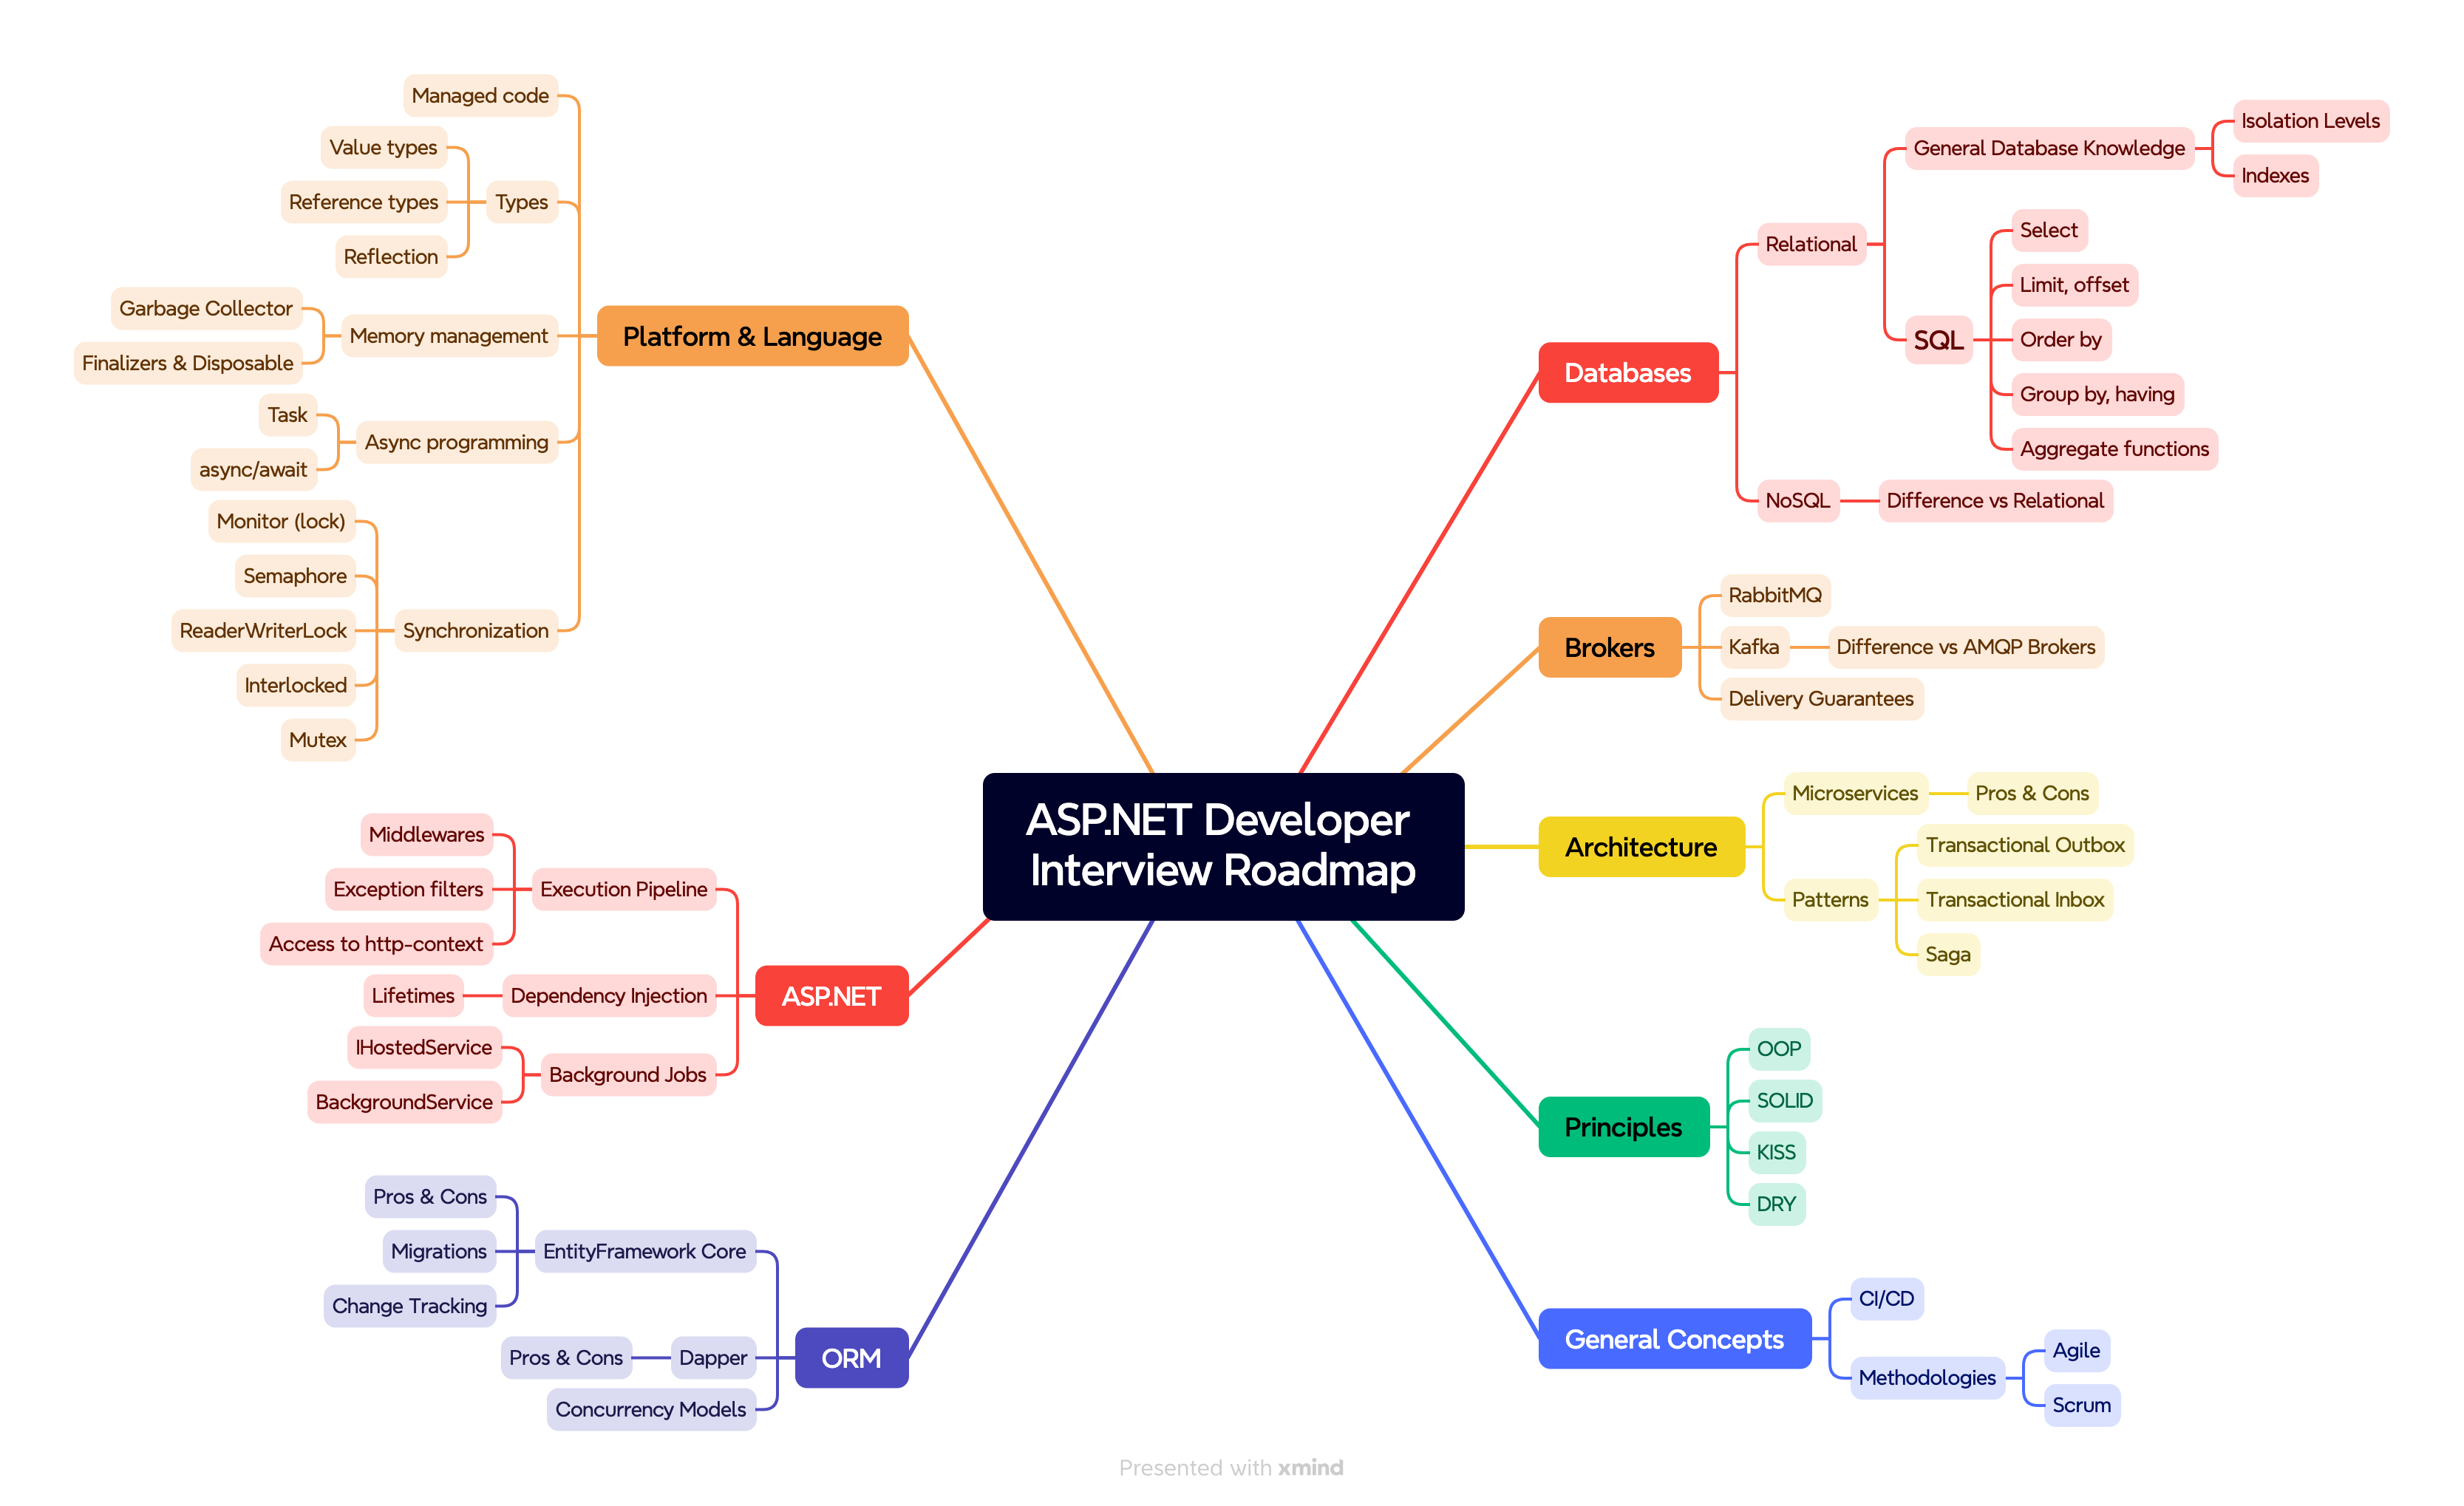 ASP.NET Developer
Interview Roadmap
Platform & Language
Managed code
Types
Value types
Reference types
Reflection
Memory management
Garbage Collector
Finalizers & Disposable
Async programming
Task
async/await
Synchronization
Monitor (lock)
Semaphore
ReaderWriterLock
Interlocked
Mutex
ASP.NET
Execution Pipeline
Middlewares
Exception filters
Access to http-context
Dependency Injection
Lifetimes
Background Jobs
IHostedService
BackgroundService
ORM
EntityFramework Core
Pros & Cons
Migrations
Change Tracking
Dapper
Pros & Cons
Concurrency Models
Databases
Relational
General Database Knowledge
Isolation Levels
Indexes
SQL
Select
Limit, offset
Order by
Group by, having
Aggregate functions
NoSQL
Difference vs Relational
Brokers
RabbitMQ
Kafka
Difference vs AMQP Brokers
Delivery Guarantees
Architecture
Microservices
Pros & Cons
Patterns
Transactional Outbox
Transactional Inbox
Saga
Principles
OOP
SOLID
KISS
DRY
General Concepts
CI/CD
Methodologies
Agile
Scrum
Presented with xmind